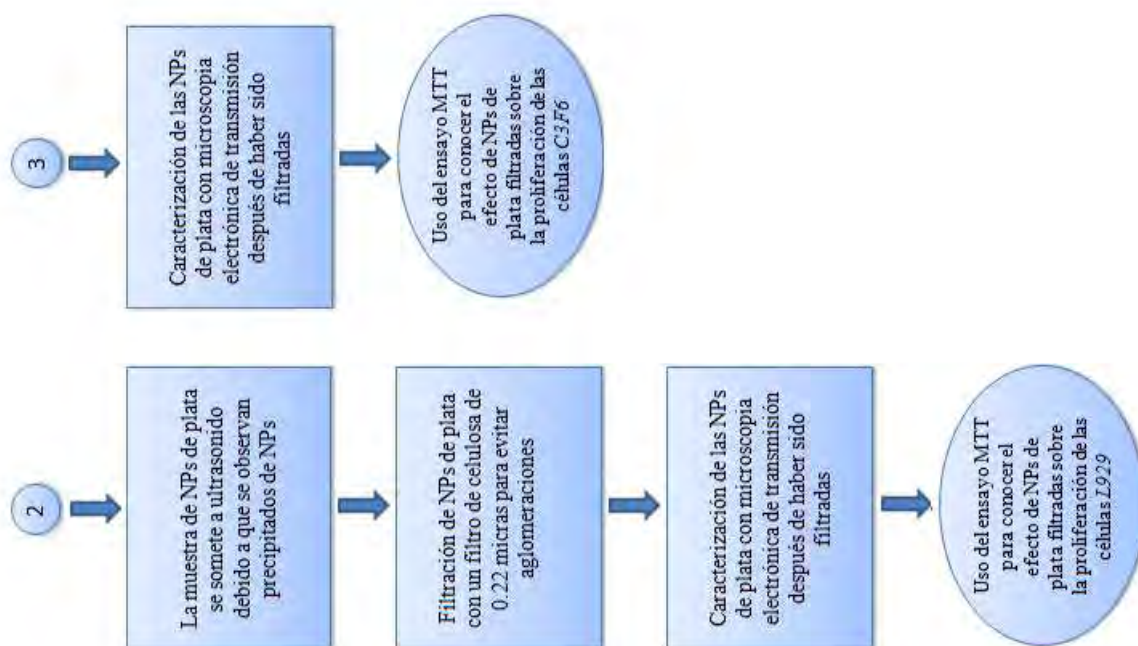 2
La muestra de NPs de plata
se somete a ultrasonido
debido a que se observan
precipitados de NPs
Filtración de NPs de plata
con un filtro de celulosa de
0.22 micras para evitar
aglomeraciones
Caracterización de las NPs
de plata con microscopia
electrónica de transmisión
después de haber sido
filtradas
Uso del ensayo MTT
para conocer el
efecto de NPs de
plata filtradas sobre
la proliferación de las
células L929
3
Caracterización de las NPs
de plata con microscopia
electrónica de transmisión
después de haber sido
filtradas
Uso del ensayo MTT
para conocer el
efecto de NPs de
plata filtradas sobre
la proliferación de las
células C3F6